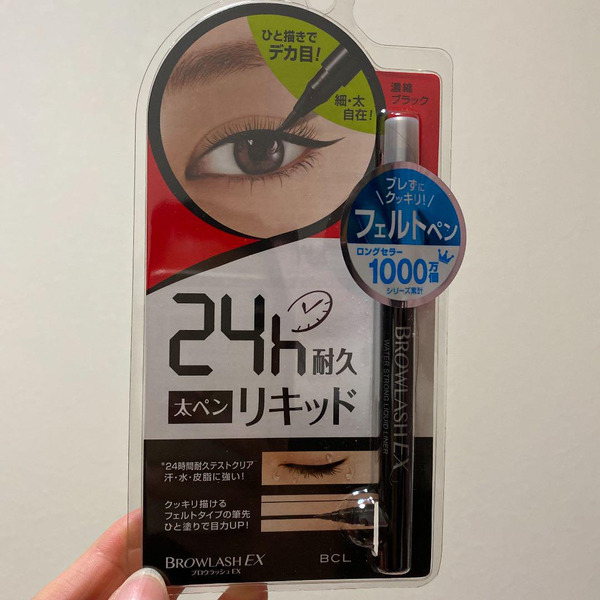 ひと描きで
デカ目!
細・太
自在!
濃縮
ブラック
ブレずに
クッキリ!
フェルトペン
ロングセラー
1000万個
シリーズ累計
24h耐久
太ペン リキッド
*24時間耐久テストクリア
汗・水・皮脂に強い!
クッキリ描ける
フェルトタイプの筆先
ひと塗りで目力UP!
BROWLASH EX
ブロウラッシュEX
BCL
BROWLASH EX
WATER STRONG LIQUID LINER